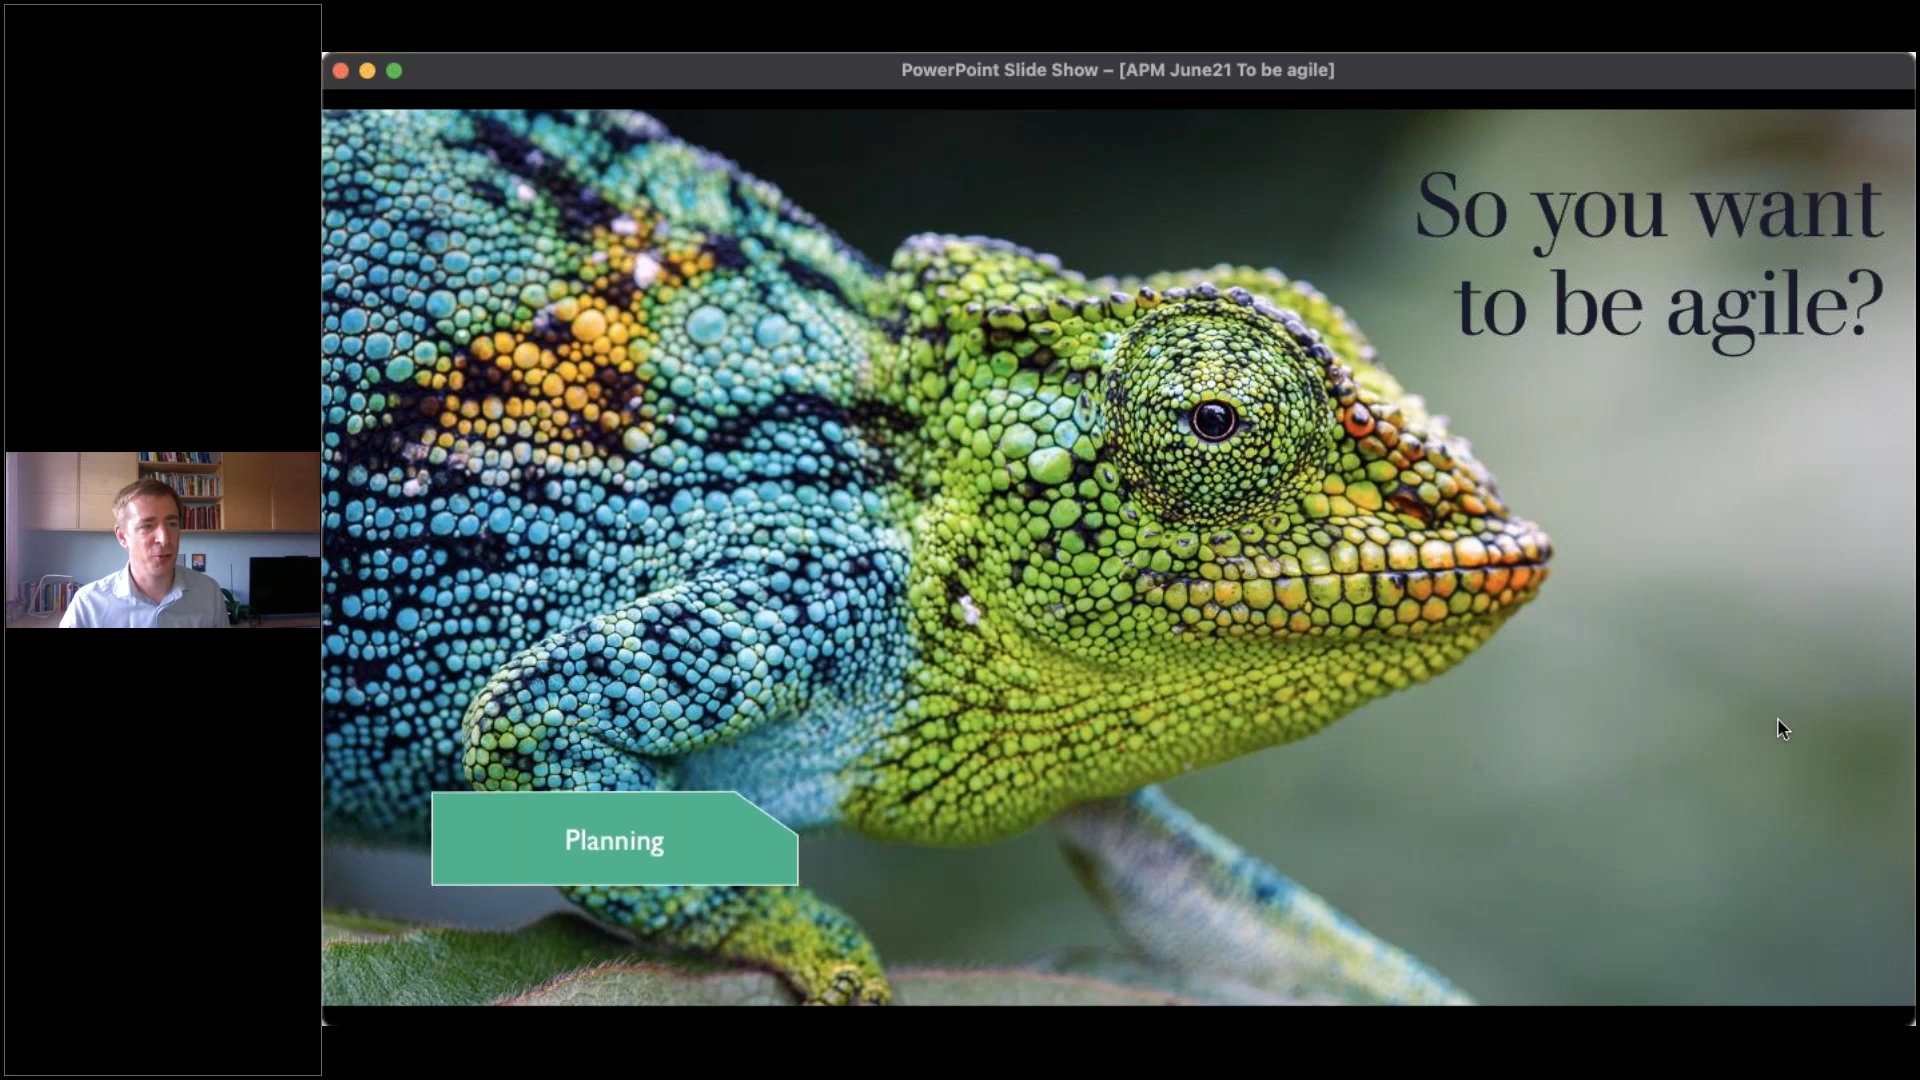 PowerPoint Slide Show – [APM June21 To be agile]
So you want
to be agile?
Planning